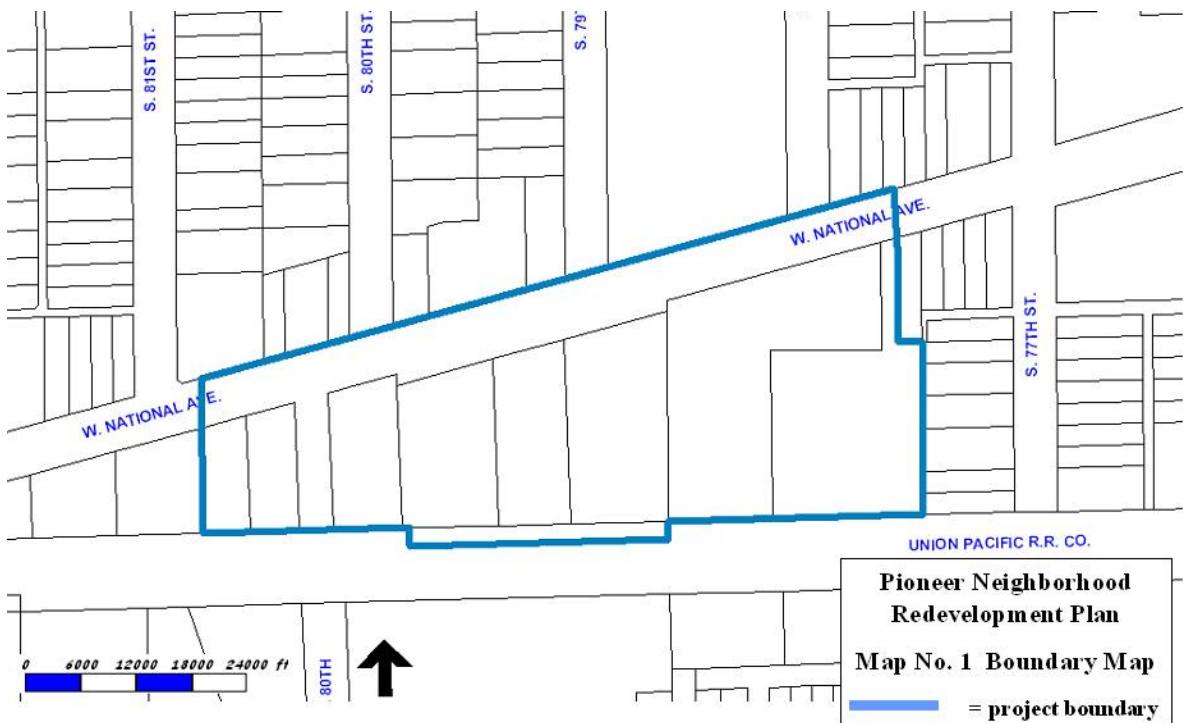 S. 81ST ST.
S. 80TH ST.
S. 79T
W. NATIONAL AVE.
S. 77TH ST.
W. NATIONAL AVE.
UNION PACIFIC R.R. CO.
Pioneer Neighborhood
Redevelopment Plan
Map No. 1 Boundary Map
= project boundary
0 6000 12000 18000 24000 ft
80TH